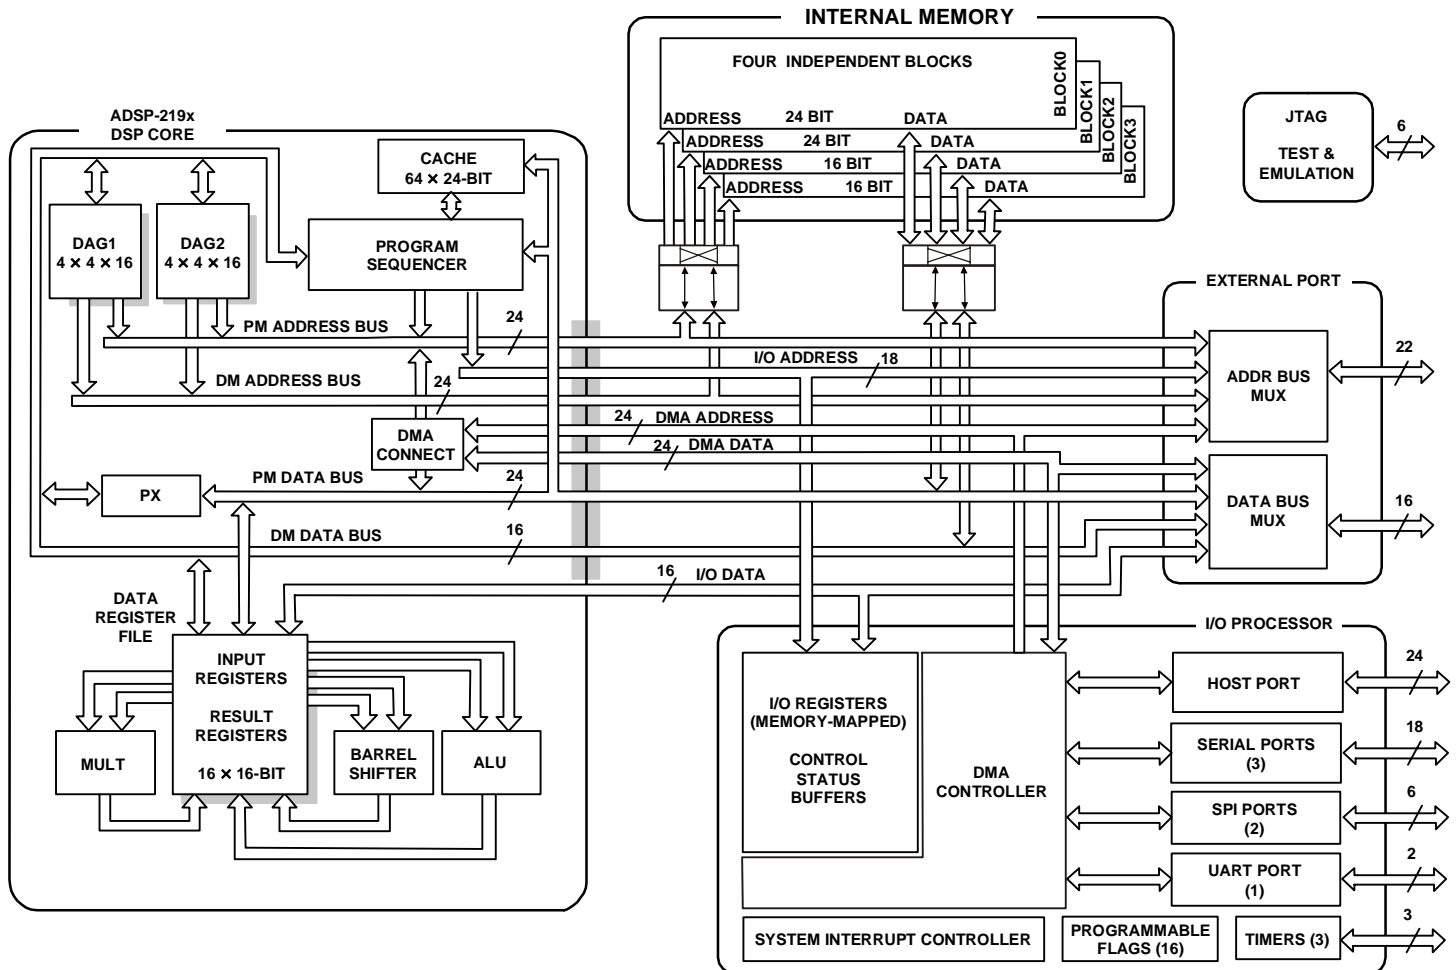 INTERNAL MEMORY
FOUR INDEPENDENT BLOCKS
BLOCK0
BLOCK1
BLOCK2
BLOCK3
ADDRESS 24 BIT DATA
ADDRESS 24 BIT DATA
ADDRESS 16 BIT DATA
ADDRESS 16 BIT DATA
JTAG
TEST &
EMULATION
6
ADSP-219x
DSP CORE
CACHE
64 × 24-BIT
DAG1
4 × 4 × 16
DAG2
4 × 4 × 16
PROGRAM
SEQUENCER
PM ADDRESS BUS
24
I/O ADDRESS
18
DM ADDRESS BUS
24
24
DMA ADDRESS
DMA
CONNECT
24
DMA DATA
PM DATA BUS
24
PX
DM DATA BUS
16
16
I/O DATA
EXTERNAL PORT
ADDR BUS
MUX
22
DATA BUS
MUX
16
DATA
REGISTER
FILE
INPUT
REGISTERS
RESULT
REGISTERS
16 × 16-BIT
MULT
BARREL
SHIFTER
ALU
I/O PROCESSOR
I/O REGISTERS
(MEMORY-MAPPED)
CONTROL
STATUS
BUFFERS
DMA
CONTROLLER
HOST PORT
24
SERIAL PORTS
(3)
18
SPI PORTS
(2)
6
UART PORT
(1)
2
SYSTEM INTERRUPT CONTROLLER
PROGRAMMABLE
FLAGS (16)
TIMERS (3)
3